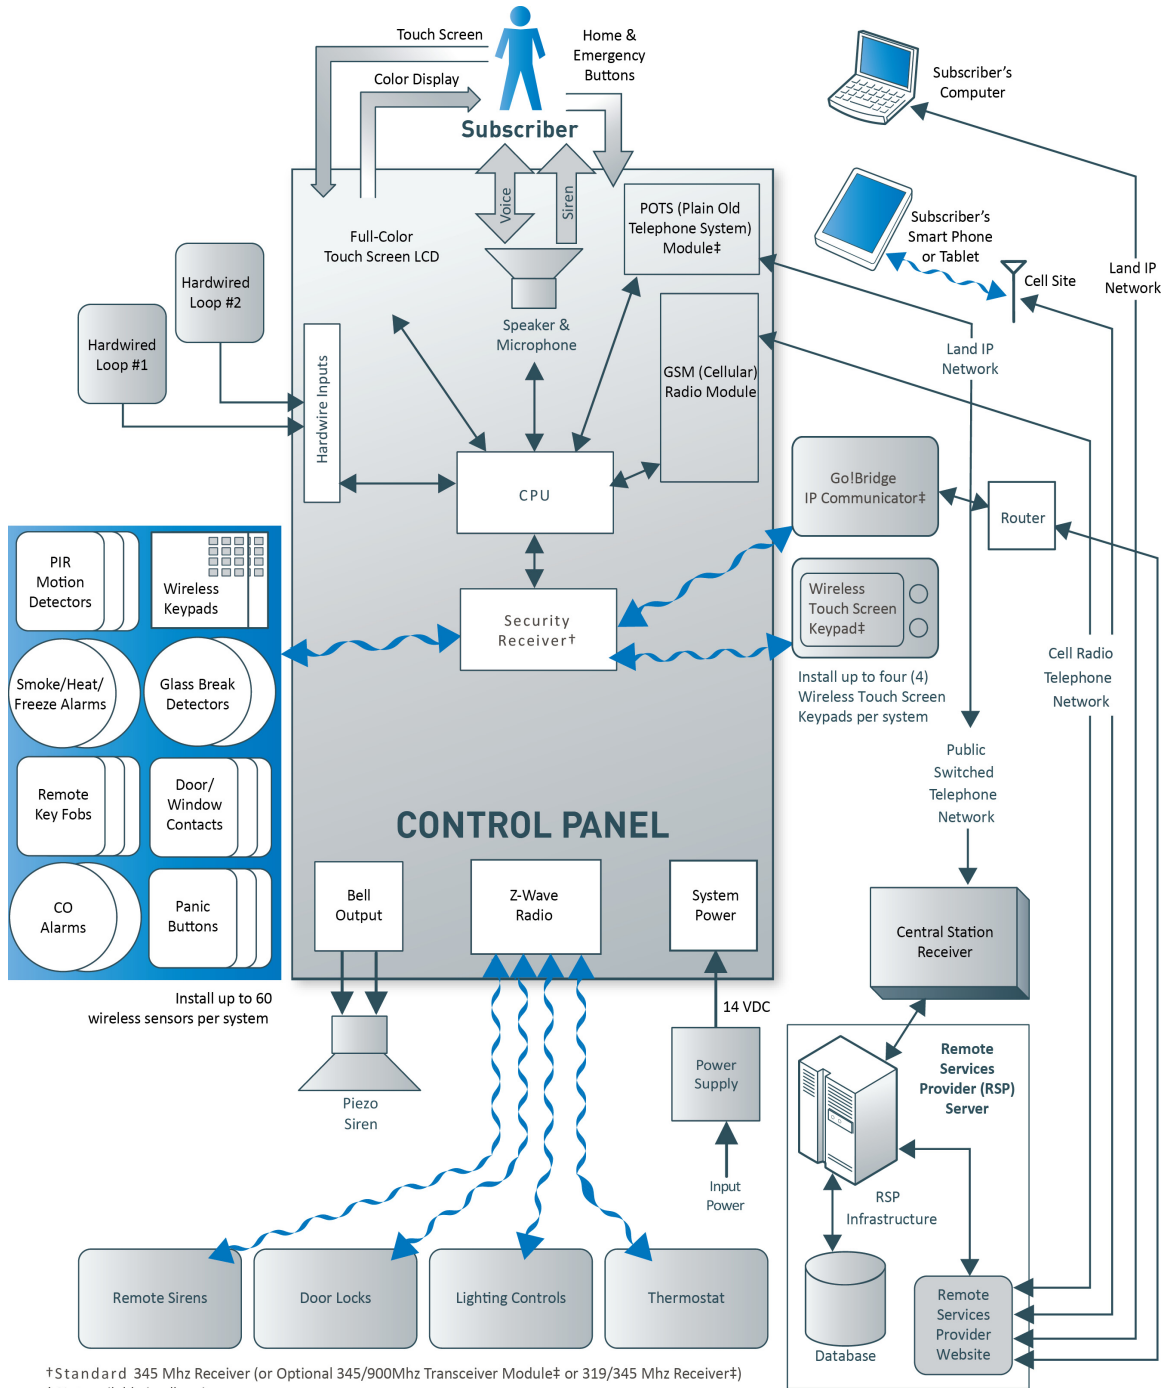 Touch Screen
Color Display
Home &
Emergency
Buttons
Subscriber
Subscriber's
Computer
Voice
Siren
Full-Color
Touch Screen LCD
POTS (Plain Old
Telephone System)
Module‡
Subscriber's
Smart Phone
or Tablet
Cell Site
Land IP
Network
Hardwired
Loop #2
Hardwired
Loop #1
Speaker &
Microphone
Hardwire Inputs
GSM (Cellular)
Radio Module
Land IP
Network
CPU
Go!Bridge
IP Communicator‡
Router
PIR
Motion
Detectors
Wireless
Keypads
Security
Receiver†
Wireless
Touch Screen
Keypad‡
Install up to four (4)
Wireless Touch Screen
Keypads per system
Cell Radio
Telephone
Network
Smoke/Heat/
Freeze Alarms
Glass Break
Detectors
Public
Switched
Telephone
Network
Remote
Key Fobs
Door/
Window
Contacts
CONTROL PANEL
CO
Alarms
Panic
Buttons
Bell
Output
Z-Wave
Radio
System
Power
Central Station
Receiver
Install up to 60
wireless sensors per system
14 VDC
Piezo
Siren
Power
Supply
Input
Power
Remote
Services
Provider (RSP)
Server
RSP
Infrastructure
Remote Sirens
Door Locks
Lighting Controls
Thermostat
Database
Remote
Services
Provider
Website
†Standard 345 Mhz Receiver (or Optional 345/900Mhz Transceiver Module‡ or 319/345 Mhz Receiver‡)